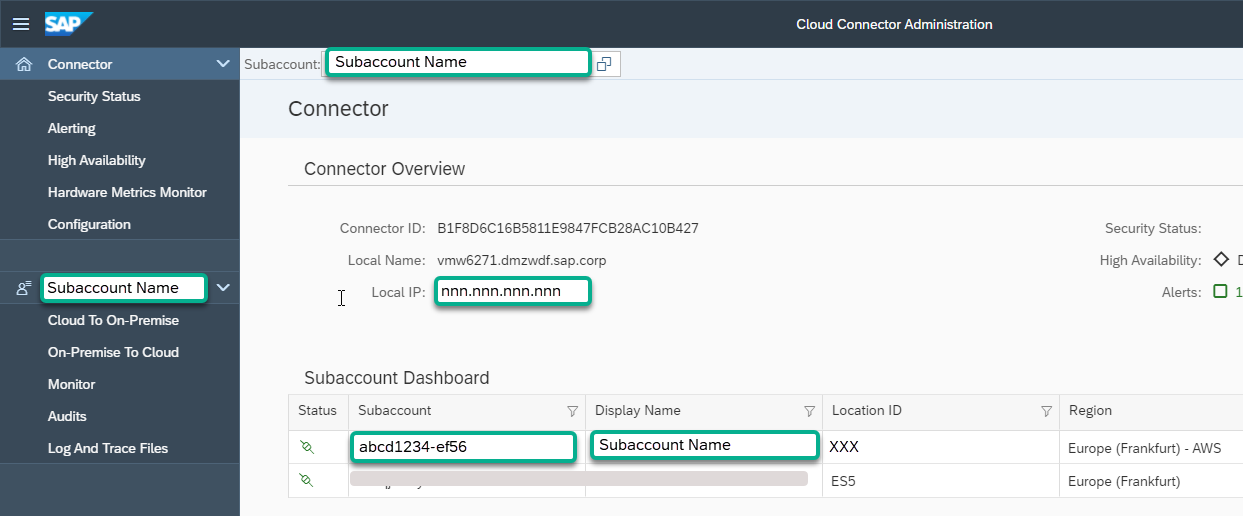 SAP
Cloud Connector Administration
Connector
Security Status
Alerting
High Availability
Hardware Metrics Monitor
Configuration
Subaccount Name
Cloud To On-Premise
On-Premise To Cloud
Monitor
Audits
Log And Trace Files
Subaccount: Subaccount Name
Connector
Connector Overview
Connector ID: B1F8D6C16B5811E9847FCB28AC10B427
Security Status:
Local Name: vmw6271.dmzwdf.sap.corp
High Availability:
Local IP: nnn.nnn.nnn.nnn
Alerts: 1
Subaccount Dashboard
Status Subaccount Display Name Location ID Region
abcd1234-ef56 Subaccount Name XXX Europe (Frankfurt) - AWS
ES5 Europe (Frankfurt)